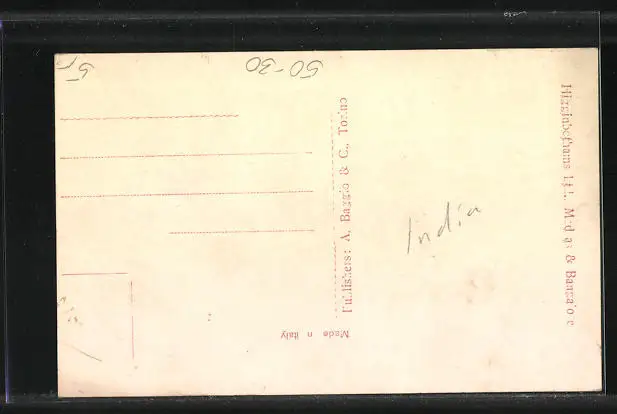 Higginbothams Ltd., Madras & Bangalore
India
Publishers: A. Baggio & C., Torino
Made in Italy
50-30